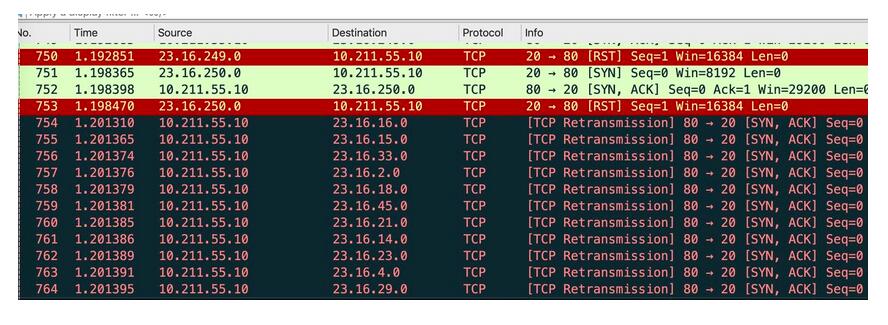 No. Time Source Destination Protocol Info
750 1.192851 23.16.249.0 10.211.55.10 TCP 20 → 80 [RST] Seq=1 Win=16384 Len=0
751 1.198365 23.16.250.0 10.211.55.10 TCP 20 → 80 [SYN] Seq=0 Win=8192 Len=0
752 1.198398 10.211.55.10 23.16.250.0 TCP 80 → 20 [SYN, ACK] Seq=0 Ack=1 Win=29200 Len=0
753 1.198470 23.16.250.0 10.211.55.10 TCP 20 → 80 [RST] Seq=1 Win=16384 Len=0
754 1.201310 10.211.55.10 23.16.16.0 TCP [TCP Retransmission] 80 → 20 [SYN, ACK] Seq=0
755 1.201365 10.211.55.10 23.16.15.0 TCP [TCP Retransmission] 80 → 20 [SYN, ACK] Seq=0
756 1.201374 10.211.55.10 23.16.33.0 TCP [TCP Retransmission] 80 → 20 [SYN, ACK] Seq=0
757 1.201376 10.211.55.10 23.16.2.0 TCP [TCP Retransmission] 80 → 20 [SYN, ACK] Seq=0
758 1.201379 10.211.55.10 23.16.18.0 TCP [TCP Retransmission] 80 → 20 [SYN, ACK] Seq=0
759 1.201381 10.211.55.10 23.16.45.0 TCP [TCP Retransmission] 80 → 20 [SYN, ACK] Seq=0
760 1.201385 10.211.55.10 23.16.21.0 TCP [TCP Retransmission] 80 → 20 [SYN, ACK] Seq=0
761 1.201386 10.211.55.10 23.16.14.0 TCP [TCP Retransmission] 80 → 20 [SYN, ACK] Seq=0
762 1.201389 10.211.55.10 23.16.23.0 TCP [TCP Retransmission] 80 → 20 [SYN, ACK] Seq=0
763 1.201391 10.211.55.10 23.16.4.0 TCP [TCP Retransmission] 80 → 20 [SYN, ACK] Seq=0
764 1.201395 10.211.55.10 23.16.29.0 TCP [TCP Retransmission] 80 → 20 [SYN, ACK] Seq=0